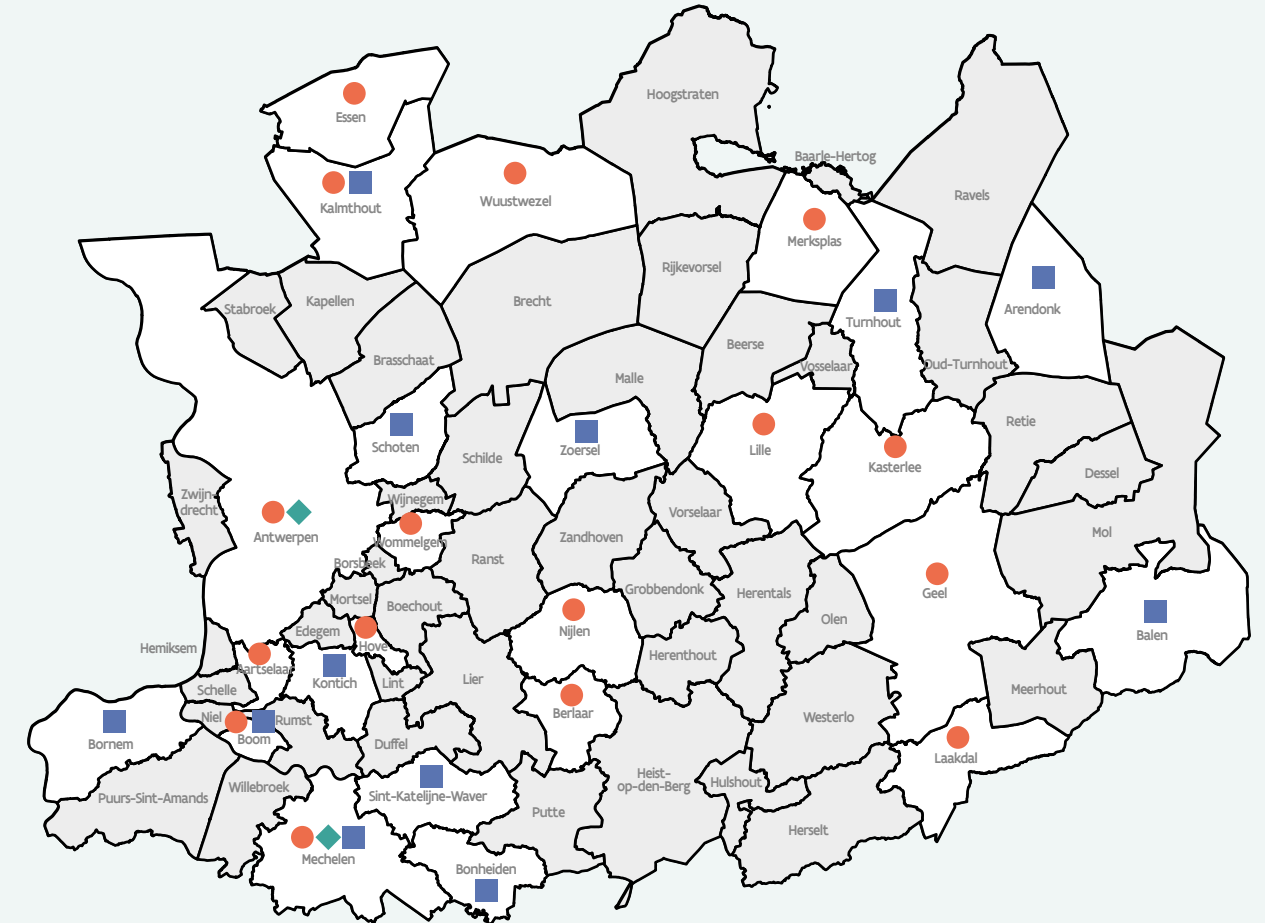 Hoogstraten
Essen
Baarle-Hertog
Ravels
Kalmthout
Wuustwezel
Merksplas
Rijkevorsel
Stabroek
Kapellen
Brecht
Arendonk
Turnhout
Beerse
Brasschaat
Vosselaar
Oud-Turnhout
Malle
Retie
Schoten
Zoersel
Lille
Schilde
Kasterlee
Dessel
Zwijn-
drecht
Wijnegem
Vorselaar
Antwerpen
Wommelgem
Zandhoven
Mol
Borsbeek
Ranst
Grobbendonk
Herentals
Geel
Mortsel
Boechout
Olen
Edegem
Nijlen
Balen
Hemiksem
Hove
Herenthout
Aartselaar
Kontich
Lint
Lier
Schelle
Meerhout
Niel
Rumst
Berlaar
Westerlo
Bornem
Boom
Duffel
Laakdal
Heist-
op-den-Berg
Hulshout
Willebroek
Puurs-Sint-Amands
Sint-Katelijne-Waver
Putte
Herselt
Mechelen
Bonheiden